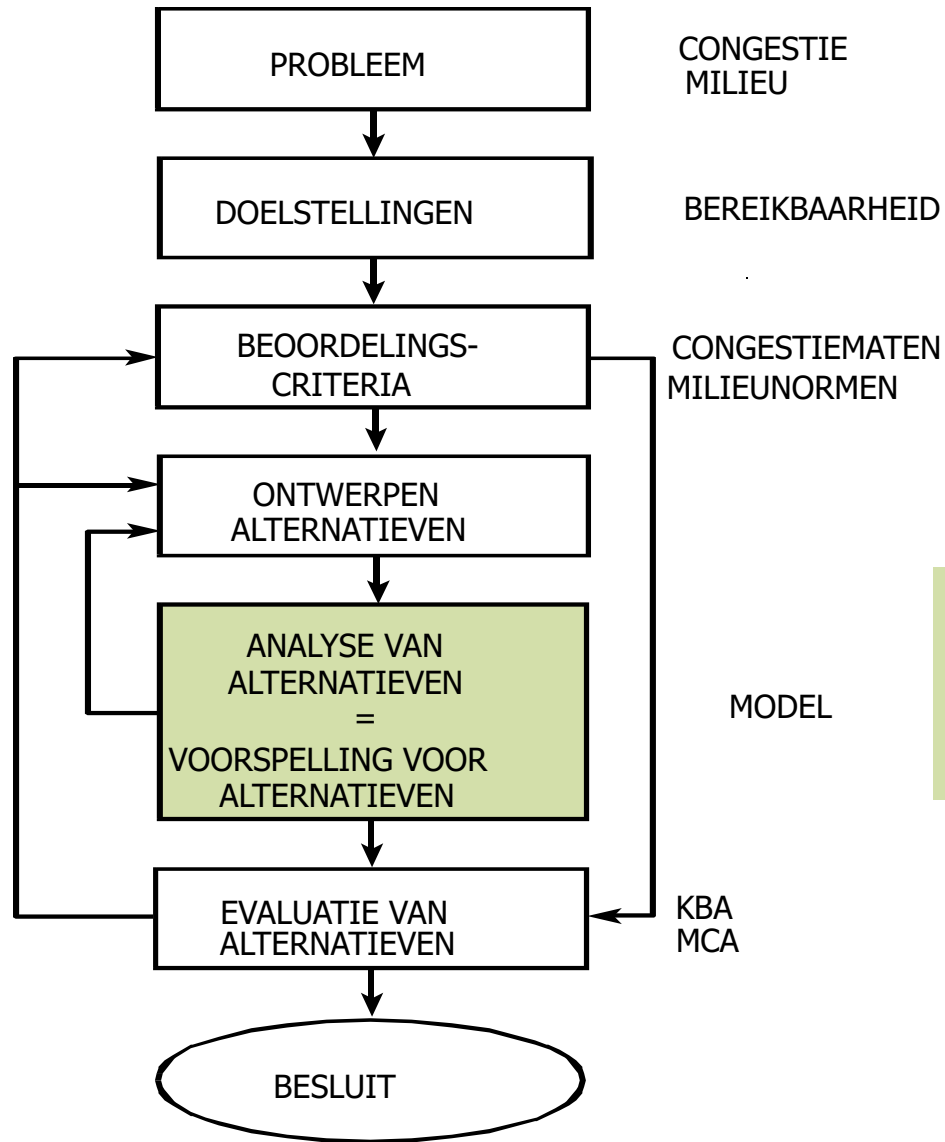 PROBLEEM
CONGESTIE
MILIEU
DOELSTELLINGEN
BEREIKBAARHEID
BEOORDELINGS-
CRITERIA
CONGESTIEMATEN
MILIEUNORMEN
ONTWERPEN
ALTERNATIEVEN
ANALYSE VAN
ALTERNATIEVEN
=
VOORSPELLING VOOR
ALTERNATIEVEN
MODEL
EVALUATIE VAN
ALTERNATIEVEN
KBA
MCA
BESLUIT